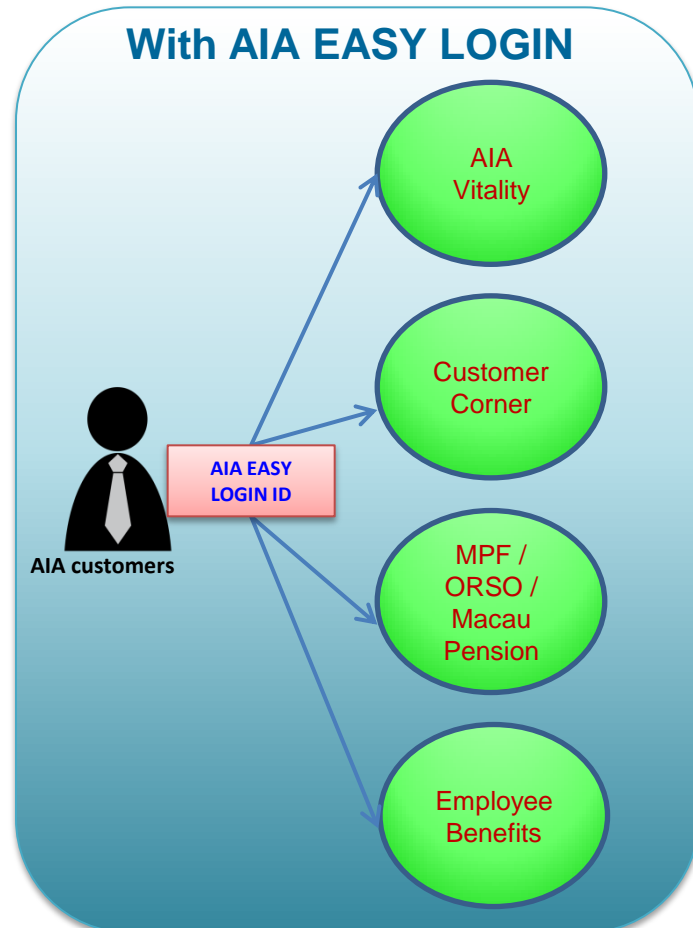 With AIA EASY LOGIN
AIA
Vitality
Customer
Corner
AIA EASY
LOGIN ID
AIA customers
MPF /
ORSO /
Macau
Pension
Employee
Benefits